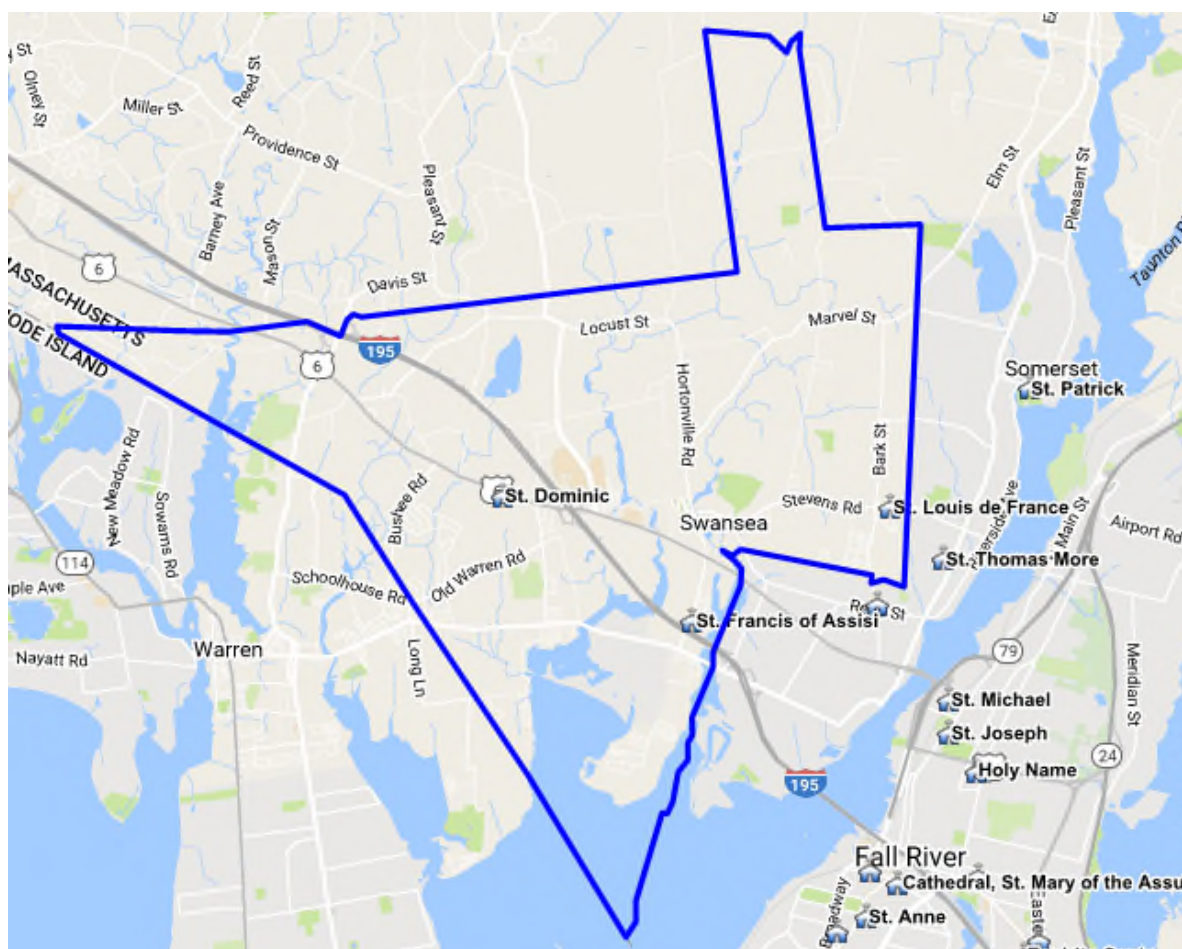 Olney St
Reed St
Miller St
Providence St
Barney Ave
Mason St
Pleasant St
Elm St
Pleasant St
6
MASSACHUSETTS
Davis St
Locust St
Marvel St
195
6
Somerset
St. Patrick
Hortonville Rd
Bark St
New Meadow Rd
Sowams Rd
Bushee Rd
St. Dominic
Stevens Rd
St. Louis de France
Swansea
Main St
Airport Rd
114
Old Warren Rd
St. Thomas More
Schoolhouse Rd
St. Francis of Assisi
Warren
Nayatt Rd
Long Ln
79
Meridian St
St. Michael
St. Joseph
24
Holy Name
195
Fall River
Cathedral, St. Mary of the Assu
Broadway
St. Anne